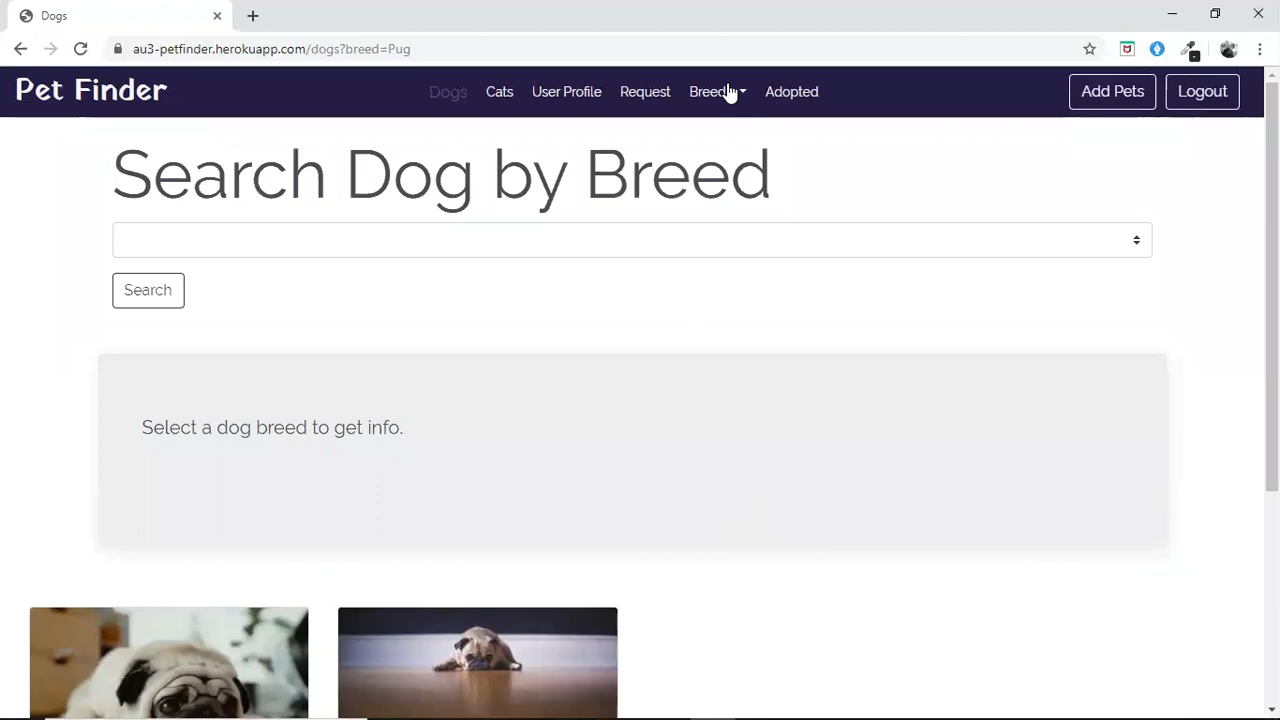 Dogs
au3-petfinder.herokuapp.com/dogs?breed=Pug
Pet Finder
Dogs Cats User Profile Request Adopted
Add Pets Logout
Search Dog by Breed
Search
Select a dog breed to get info.